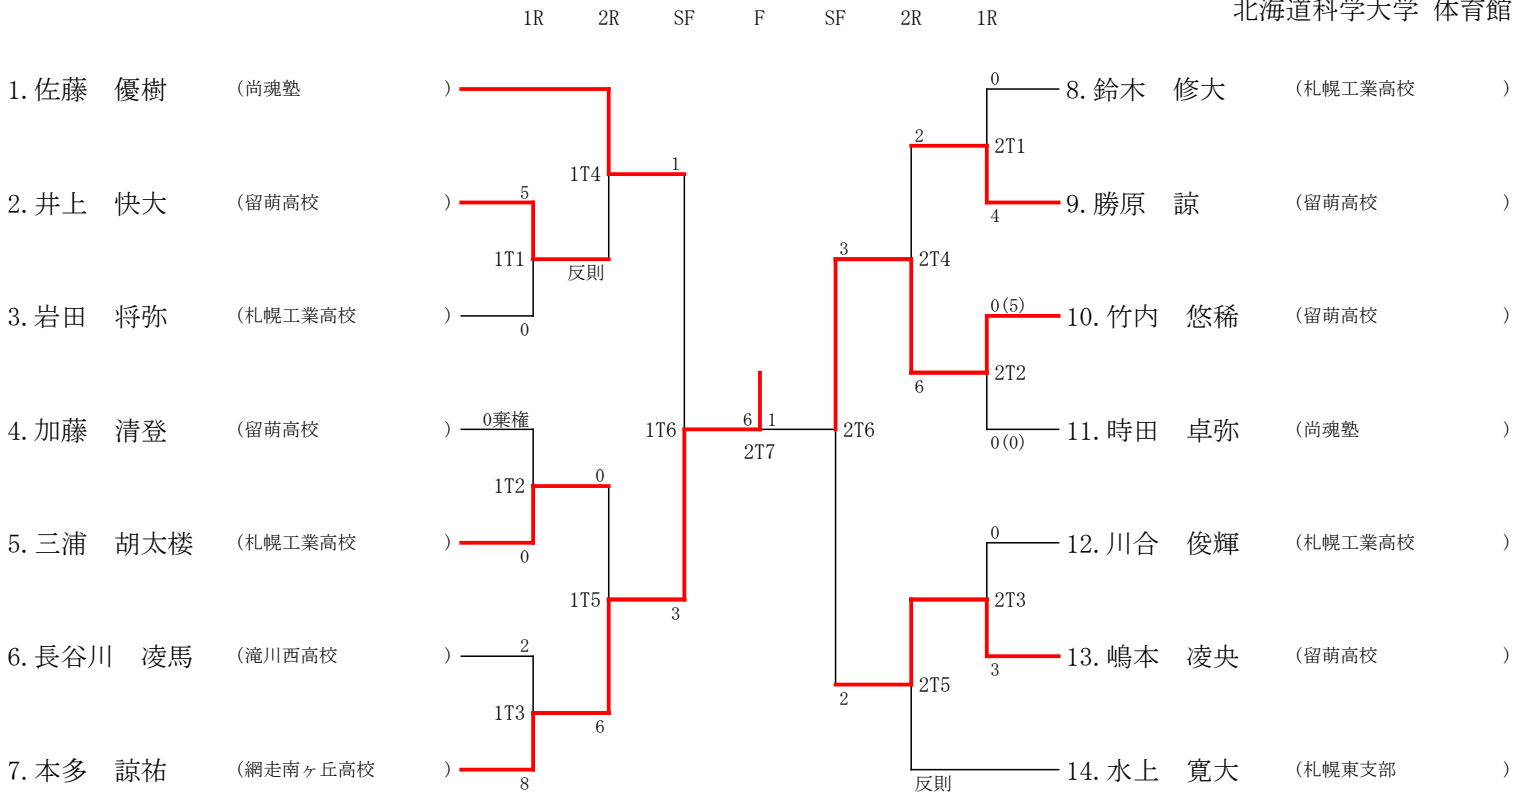 北海道科学大学 体育館
1R 2R SF F SF 2R 1R
1. 佐藤 優樹 (尚魂塾 )
0
8. 鈴木 修大 (札幌工業高校 )
2
2T1
1T4
1
5
2. 井上 快大 (留萌高校 )
9. 勝原 諒 (留萌高校 )
4
3
1T1
反則
2T4
0(5)
3. 岩田 将弥 (札幌工業高校 )
0
10. 竹内 悠稀 (留萌高校 )
6
2T2
0棄権
4. 加藤 清登 (留萌高校 )
1T6
6 1
2T7
2T6
0(0)
11. 時田 卓弥 (尚魂塾 )
1T2
0
0
5. 三浦 胡太楼 (札幌工業高校 )
0
12. 川合 俊輝 (札幌工業高校 )
1T5
3
2T3
2
6. 長谷川 凌馬 (滝川西高校 )
3
13. 嶋本 凌央 (留萌高校 )
2
2T5
1T3
6
7. 本多 諒祐 (網走南ヶ丘高校 )
8
反則
14. 水上 寛大 (札幌東支部 )